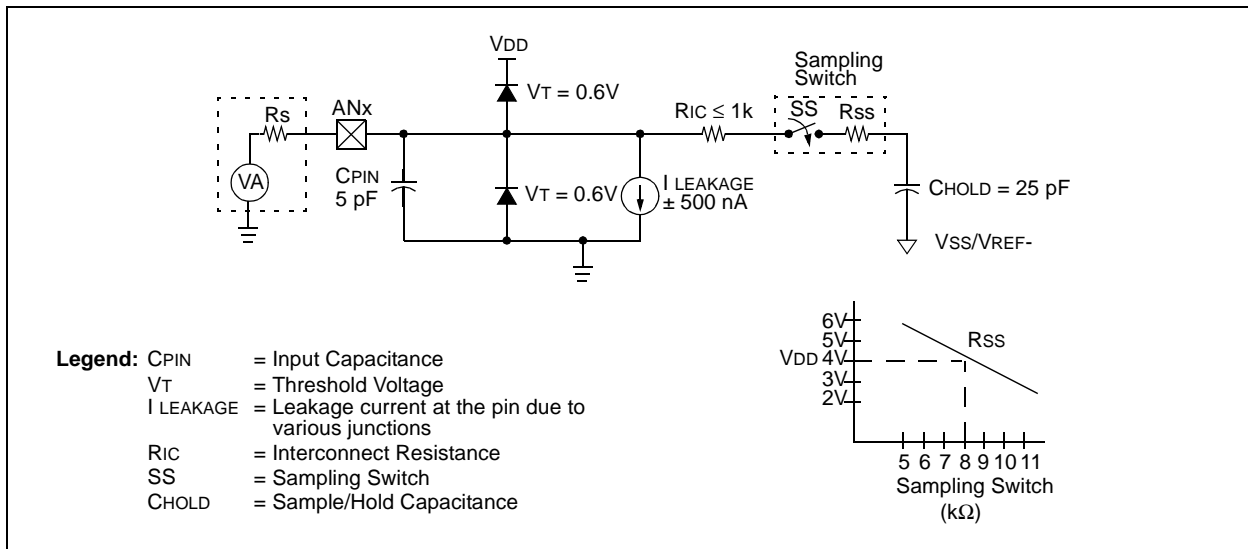 VDD
Sampling
Switch
VT = 0.6V
RIC ≤ 1k
SS
RSS
Rs
ANx
VA
CPIN
5 pF
VT = 0.6V
I LEAKAGE
± 500 nA
CHOLD = 25 pF
VSS/VREF-
Legend: CPIN = Input Capacitance
VT = Threshold Voltage
I LEAKAGE = Leakage current at the pin due to
various junctions
RIC = Interconnect Resistance
SS = Sampling Switch
CHOLD = Sample/Hold Capacitance
6V
5V
VDD 4V
3V
2V
RSS
5 6 7 8 9 10 11
Sampling Switch
(kΩ)